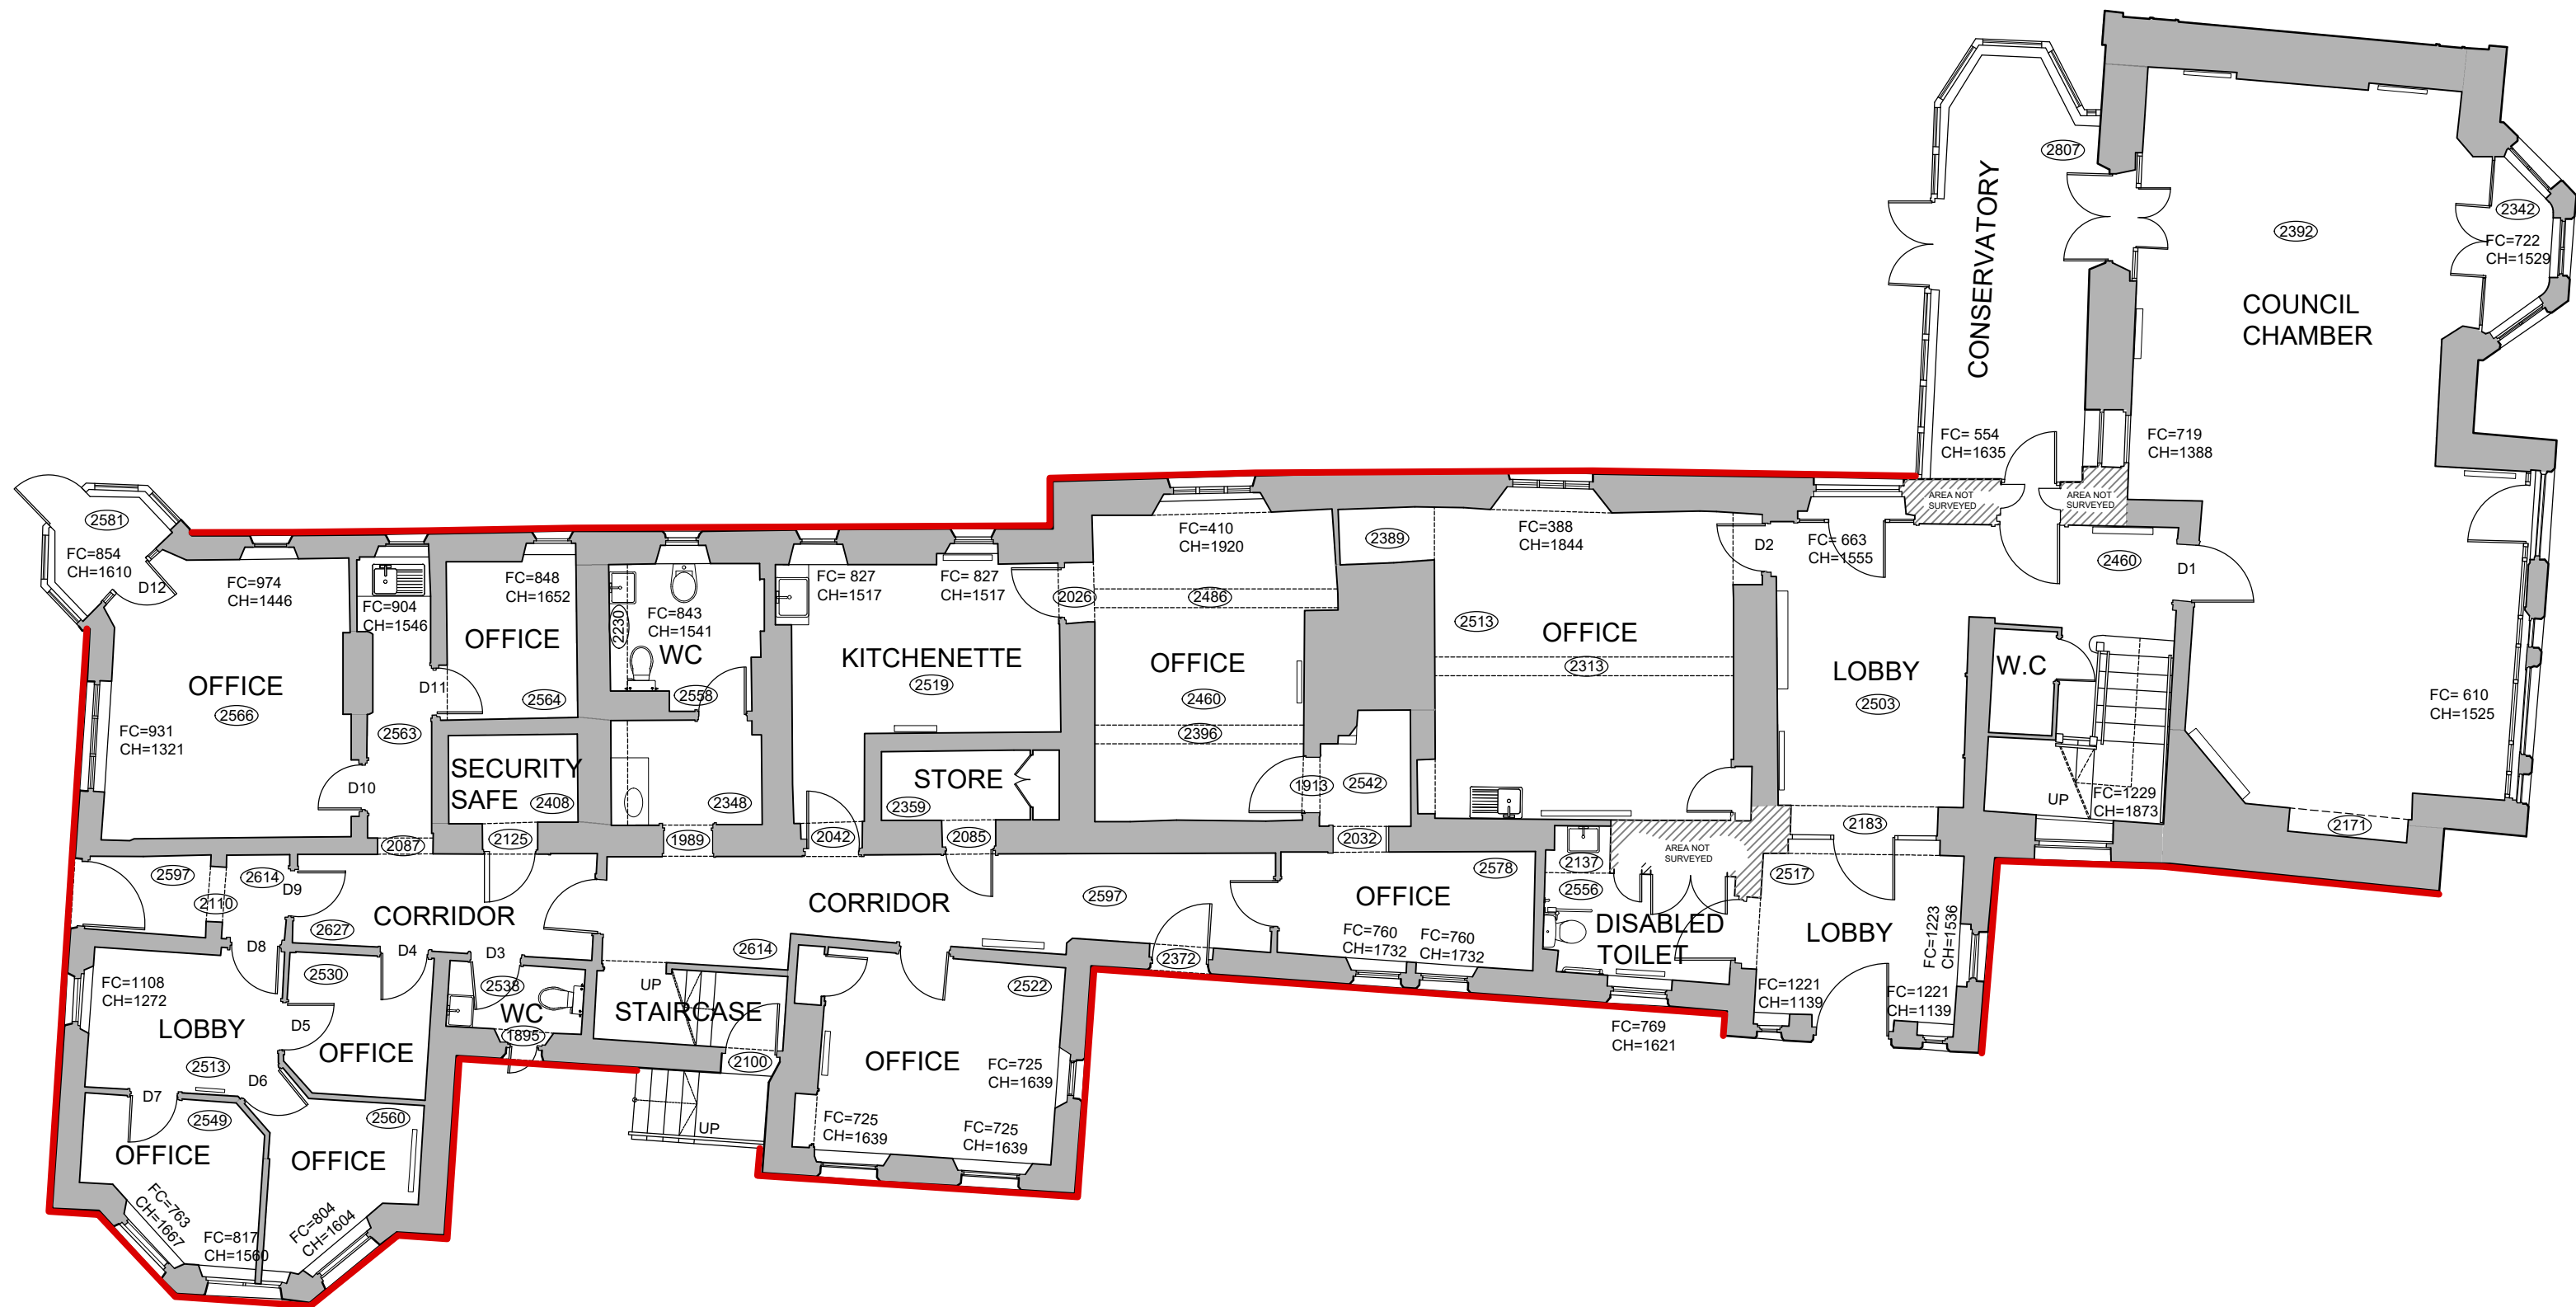 2807
CONSERVATORY
2392
2342
FC=722
CH=1529
COUNCIL
CHAMBER
FC= 554
CH=1635
FC=719
CH=1388
AREA NOT
SURVEYED
AREA NOT
SURVEYED
2581
FC=854
CH=1610
D12
FC=974
CH=1446
FC=904
CH=1546
FC=848
CH=1652
OFFICE
2230
FC=843
CH=1541
WC
FC= 827
CH=1517
FC= 827
CH=1517
2026
FC=410
CH=1920
2486
2389
FC=388
CH=1844
D2
FC= 663
CH=1555
2460
D1
OFFICE
2566
FC=931
CH=1321
D11
2564
2563
2558
KITCHENETTE
2519
OFFICE
2460
2396
2513
OFFICE
2313
LOBBY
2503
W.C
FC= 610
CH=1525
D10
SECURITY
SAFE
2408
2348
STORE
2359
1913
2542
UP
FC=1229
CH=1873
2171
2087
2125
1989
2042
2085
2032
2183
2597
2614
D9
2110
CORRIDOR
2627
CORRIDOR
2597
2578
OFFICE
2137
2556
AREA NOT
SURVEYED
2517
DISABLED
TOILET
LOBBY
FC=1223
CH=1536
D8
D4
D3
2614
2372
FC=760
CH=1732
FC=760
CH=1732
FC=1108
CH=1272
2530
2538
WC
1895
UP
STAIRCASE
2522
FC=1221
CH=1139
FC=1221
CH=1139
LOBBY
D5
OFFICE
2513
D6
2100
OFFICE
FC=725
CH=1639
FC=769
CH=1621
D7
2549
2560
UP
FC=725
CH=1639
FC=725
CH=1639
OFFICE
OFFICE
FC=763
CH=1667
FC=817
CH=1560
FC=804
CH=1604